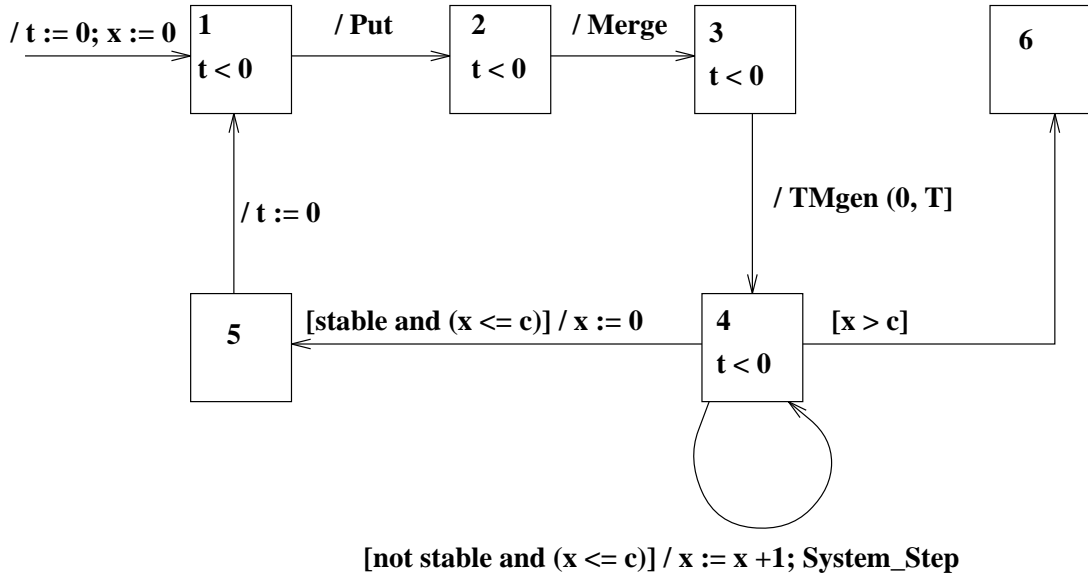 / t := 0; x := 0
1
t < 0
/ Put
2
t < 0
/ Merge
3
t < 0
6
/ t := 0
/ TMgen (0, T]
5
[stable and (x <= c)] / x := 0
4
t < 0
[x > c]
[not stable and (x <= c)] / x := x +1; System_Step